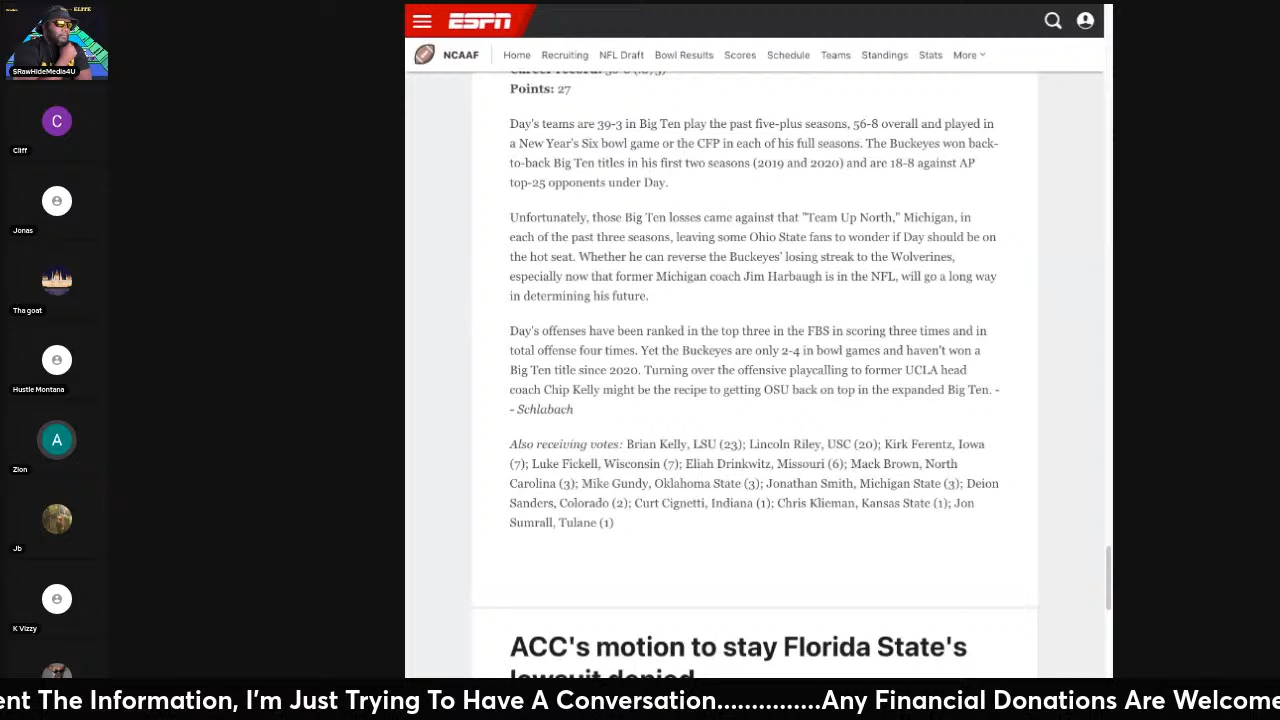 ELITE
$RawHideMedia4U
C
Cliff
Jonas
Tha goat
Hustle Montana
A
Zion
Jb
K Vizzy
ESPN
NCAAF Home Recruiting NFL Draft Bowl Results Scores Schedule Teams Standings Stats More
Career record:
Points: 27
Day's teams are 39-3 in Big Ten play the past five-plus seasons, 56-8 overall and played in
a New Year's Six bowl game or the CFP in each of his full seasons. The Buckeyes won back-
to-back Big Ten titles in his first two seasons (2019 and 2020) and are 18-8 against AP
top-25 opponents under Day.
Unfortunately, those Big Ten losses came against that "Team Up North," Michigan, in
each of the past three seasons, leaving some Ohio State fans to wonder if Day should be on
the hot seat. Whether he can reverse the Buckeyes' losing streak to the Wolverines,
especially now that former Michigan coach Jim Harbaugh is in the NFL, will go a long way
in determining his future.
Day's offenses have been ranked in the top three in the FBS in scoring three times and in
total offense four times. Yet the Buckeyes are only 2-4 in bowl games and haven't won a
Big Ten title since 2020. Turning over the offensive playcalling to former UCLA head
coach Chip Kelly might be the recipe to getting OSU back on top in the expanded Big Ten. -
- Schlabach
Also receiving votes: Brian Kelly, LSU (23); Lincoln Riley, USC (20); Kirk Ferentz, Iowa
(7); Luke Fickell, Wisconsin (7); Eliah Drinkwitz, Missouri (6); Mack Brown, North
Carolina (3); Mike Gundy, Oklahoma State (3); Jonathan Smith, Michigan State (3); Deion
Sanders, Colorado (2); Curt Cignetti, Indiana (1); Chris Klieman, Kansas State (1); Jon
Sumrall, Tulane (1)
ACC's motion to stay Florida State's
lawsuit denied
ent The Information, I'm Just Trying To Have A Conversation...............Any Financial Donations Are Welcome